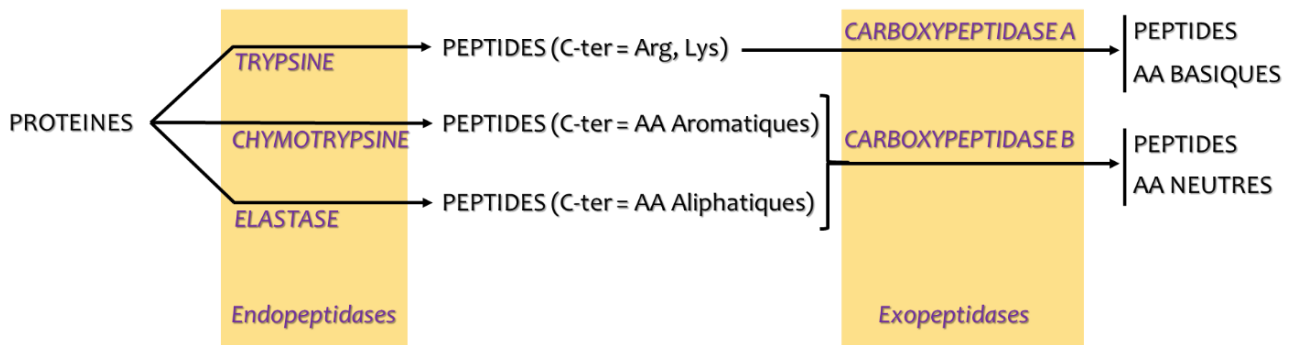 PROTEINES
TRYPSINE
CHYMOTRYPSINE
ELASTASE
Endopeptidases
PEPTIDES (C-ter = Arg, Lys)
PEPTIDES (C-ter = AA Aromatiques)
PEPTIDES (C-ter = AA Aliphatiques)
CARBOXYPEPTIDASE A
CARBOXYPEPTIDASE B
Exopeptidases
PEPTIDES
AA BASIQUES
PEPTIDES
AA NEUTRES